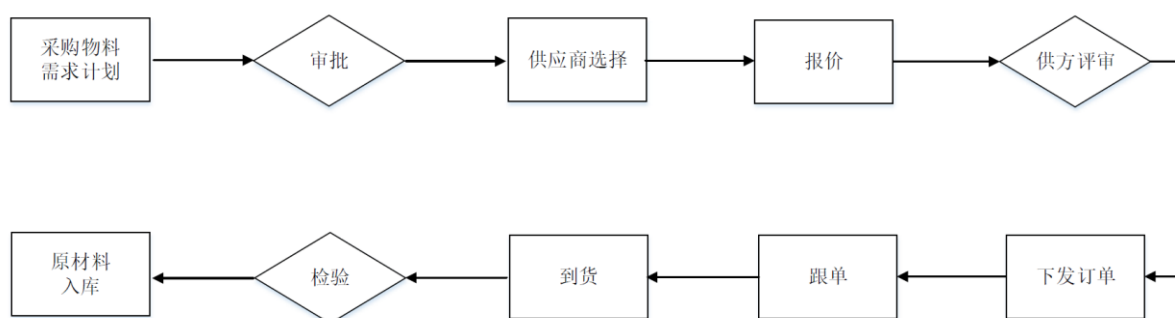 采购物料
需求计划
审批
供应商选择
报价
供方评审
下发订单
跟单
到货
检验
原材料
入库